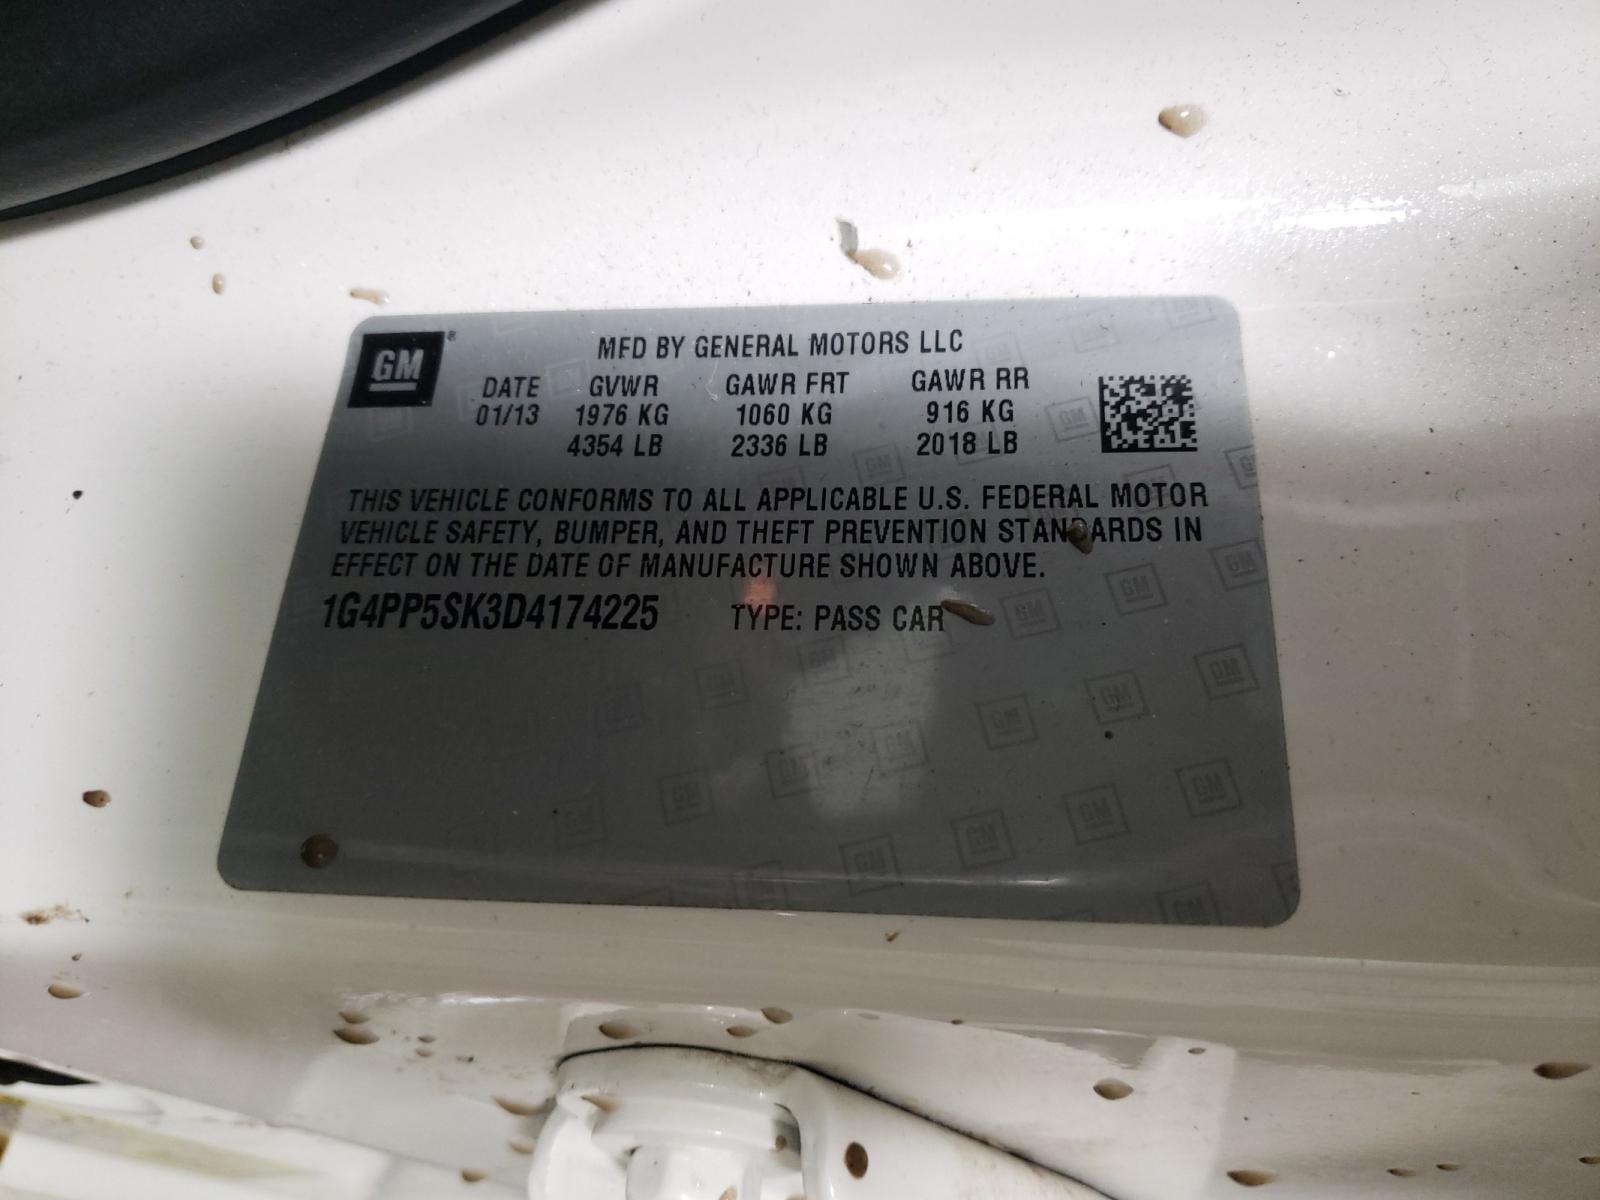 GM®
MFD BY GENERAL MOTORS LLC
DATE GVWR GAWR FRT GAWR RR
01/13 1976 KG 1060 KG 916 KG
4354 LB 2336 LB 2018 LB
THIS VEHICLE CONFORMS TO ALL APPLICABLE U.S. FEDERAL MOTOR
VEHICLE SAFETY, BUMPER, AND THEFT PREVENTION STANDARDS IN
EFFECT ON THE DATE OF MANUFACTURE SHOWN ABOVE.
1G4PP5SK3D4174225 TYPE: PASS CAR